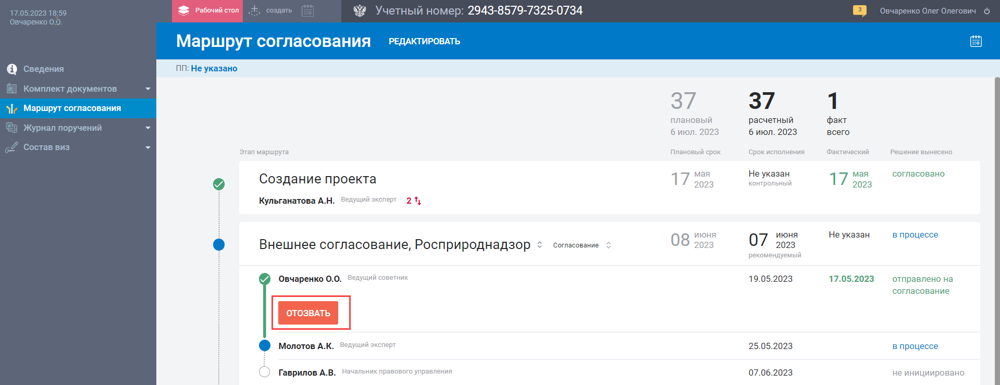 17.05.2023 18:59
Овчаренко О.О.
Рабочий стол
создать
Учетный номер: 2943-8579-7325-0734
3
Овчаренко Олег Олегович
Маршрут согласования
РЕДАКТИРОВАТЬ
ПП: Не указано
Сведения
Комплект документов
Маршрут согласования
Журнал поручений
Состав виз
37
плановый
6 июл. 2023
37
расчетный
6 июл. 2023
1
факт
всего
Этап маршрута
Плановый срок
Срок исполнения
Фактический
Решение вынесено
Создание проекта
Кульганатова А.Н. Ведущий эксперт 2
17 мая
2023
Не указан
контрольный
17 мая
2023
согласовано
Внешнее согласование, Росприроднадзор
Согласование
08 июня
2023
07 июня
2023
рекомендуемый
Не указан
в процессе
Овчаренко О.О. Ведущий советник
19.05.2023
17.05.2023
отправлено на
согласование
ОТОЗВАТЬ
Молотов А.К. Ведущий эксперт
25.05.2023
в процессе
Гаврилов А.В. Начальник правового управления
07.06.2023
не инициировано